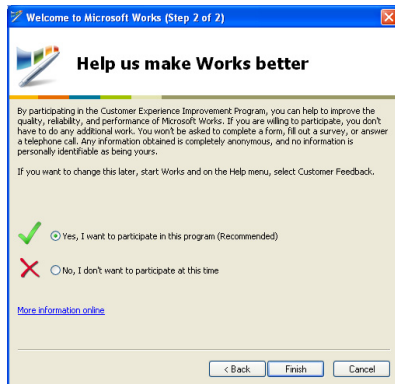 Welcome to Microsoft Works (Step 2 of 2)
Help us make Works better
By participating in the Customer Experience Improvement Program, you can help to improve the
quality, reliability, and performance of Microsoft Works. If you are willing to participate, you don't
have to do any additional work. You won't be asked to complete a form, fill out a survey, or answer
a telephone call. Any information obtained is completely anonymous, and no information is
personally identifiable as being yours.
If you want to change this later, start Works and on the Help menu, select Customer Feedback.
Yes, I want to participate in this program (Recommended)
No, I don't want to participate at this time
More information online
< Back Finish Cancel